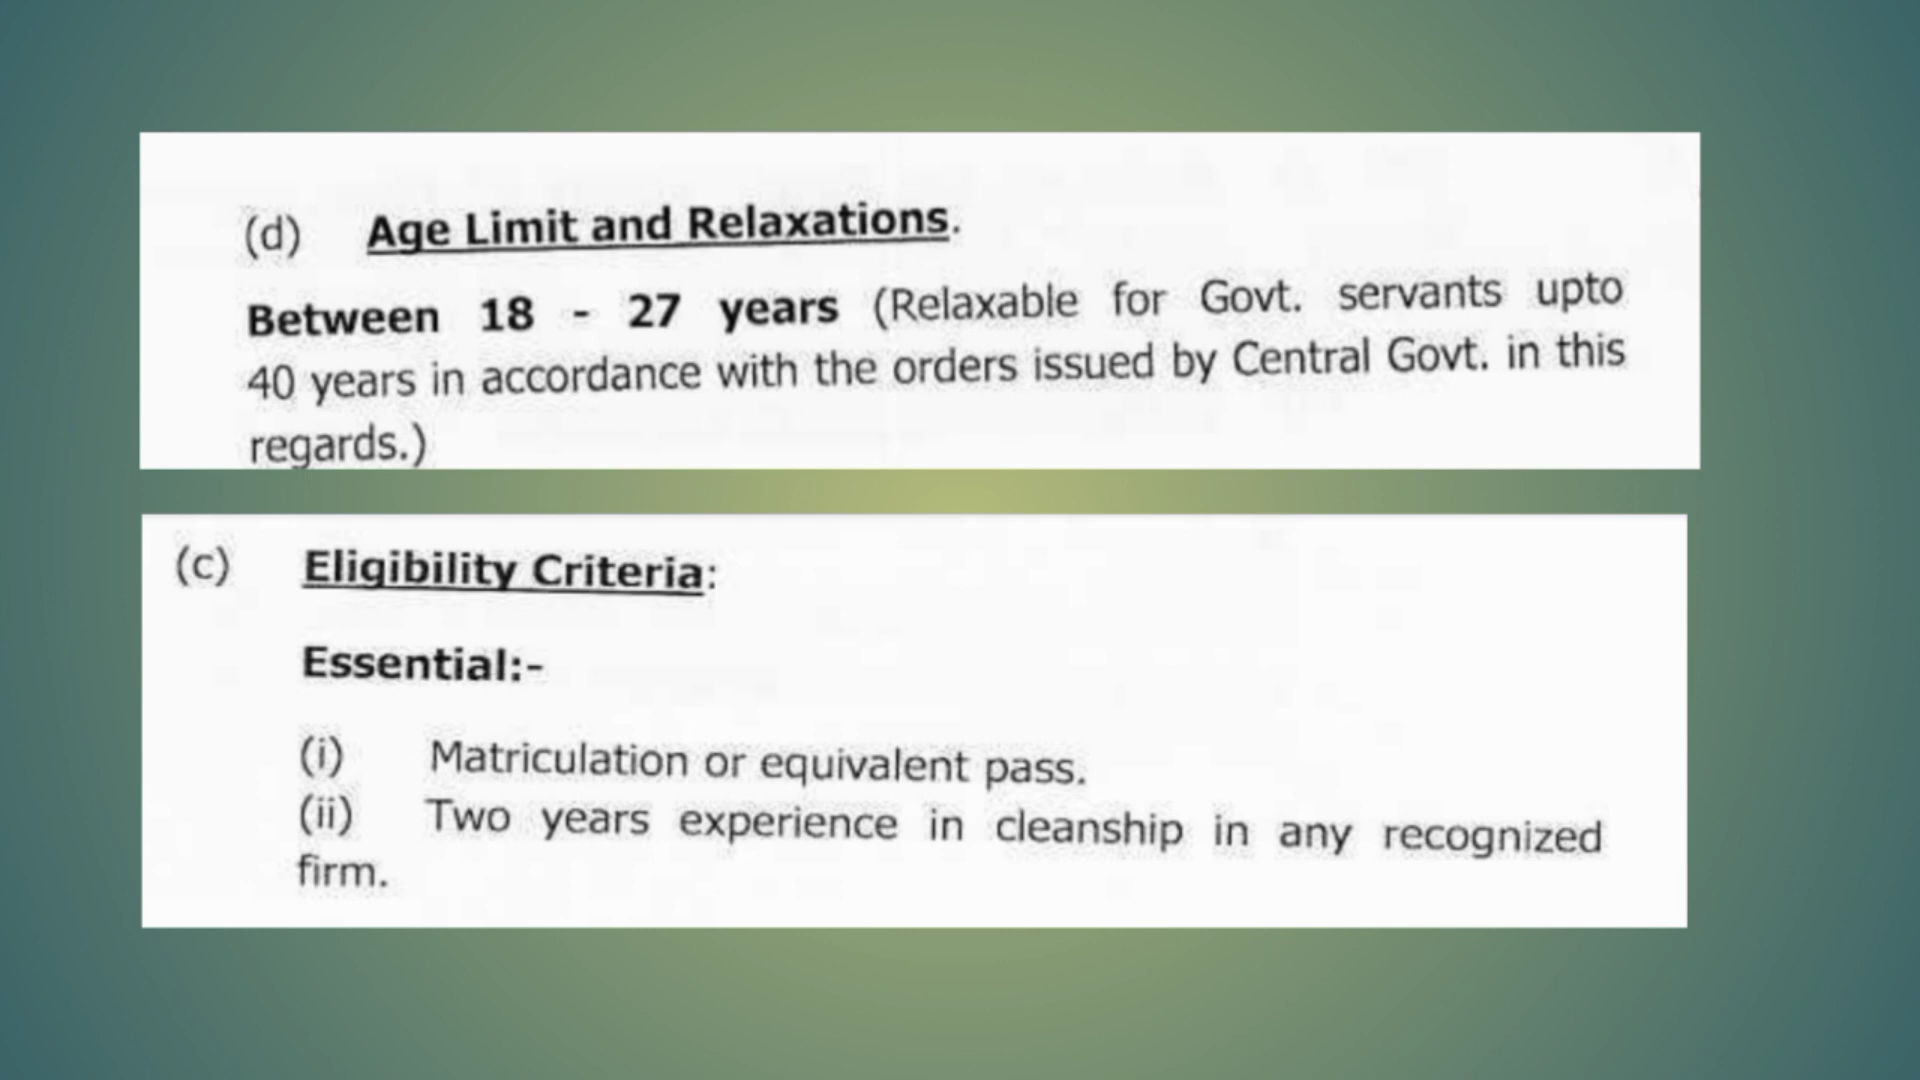 (d) Age Limit and Relaxations.
Between 18 - 27 years (Relaxable for Govt. servants upto
40 years in accordance with the orders issued by Central Govt. in this
regards.)
(c) Eligibility Criteria:
Essential:-
(i) Matriculation or equivalent pass.
(ii) Two years experience in cleanship in any recognized
firm.